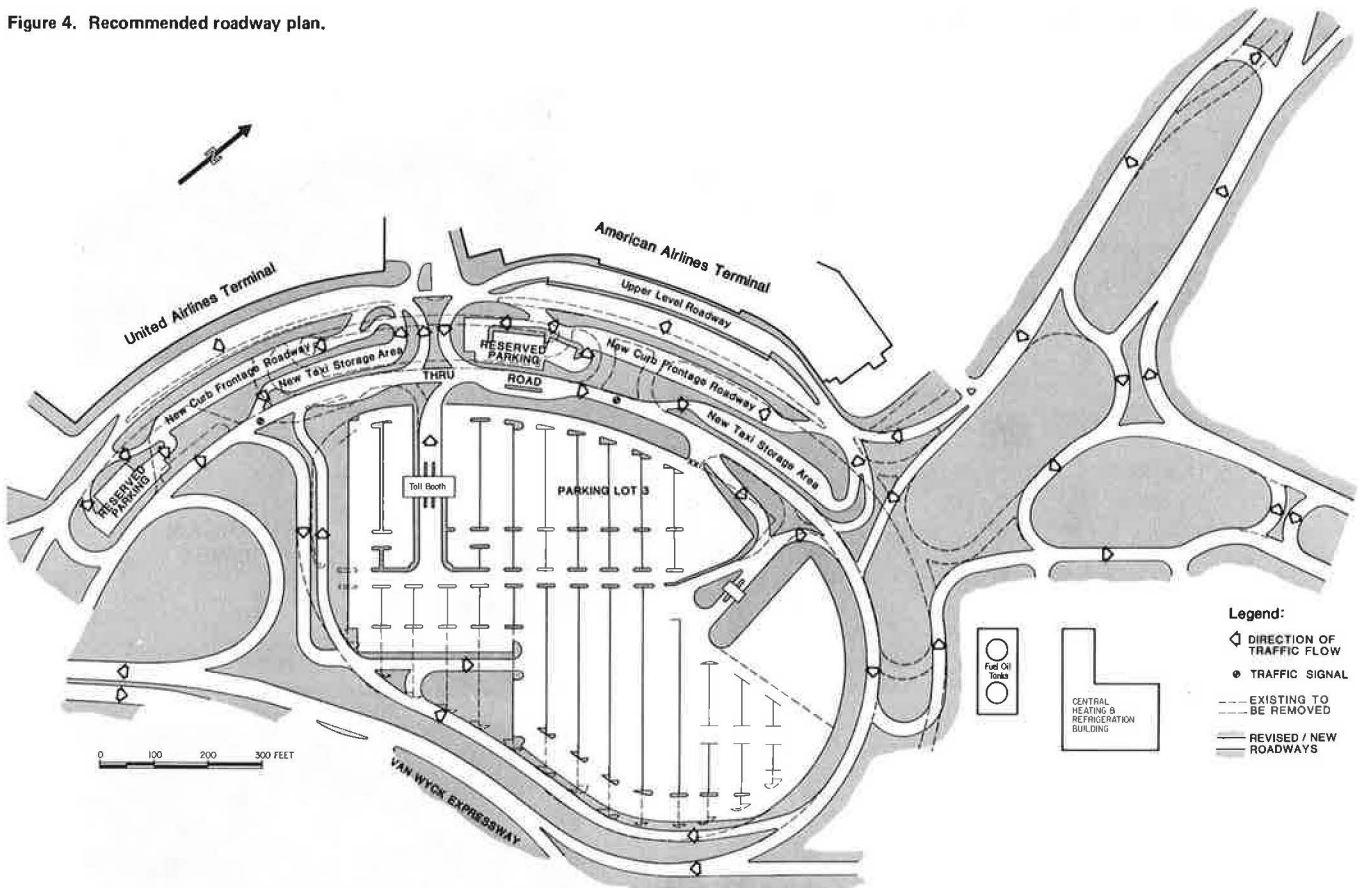 Figure 4. Recommended roadway plan.
N
United Airlines Terminal
American Airlines Terminal
Upper Level Roadway
New Curb Frontage Roadway
New Taxi Storage Area
RESERVED
PARKING
New Curb Frontage Roadway
THRU
ROAD
New Taxi Storage Area
RESERVED
PARKING
Toll Booth
PARKING LOT 3
Fuel Oil
Tanks
CENTRAL
HEATING &
REFRIGERATION
BUILDING
Legend:
DIRECTION OF
TRAFFIC FLOW
TRAFFIC SIGNAL
EXISTING TO
BE REMOVED
REVISED / NEW
ROADWAYS
0 100 200 300 FEET
VAN WYCK EXPRESSWAY